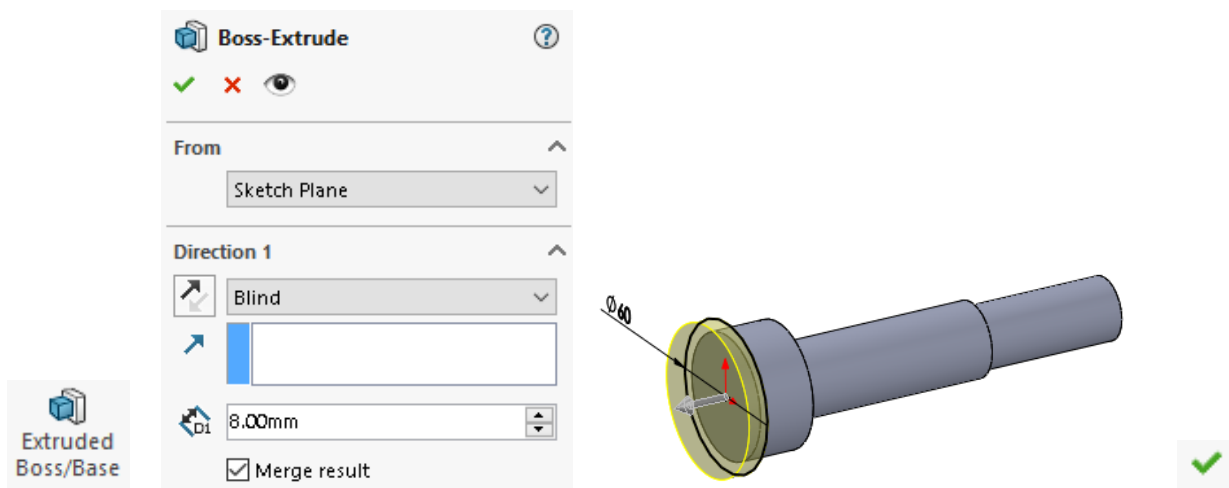 Boss-Extrude
From
Sketch Plane
Direction 1
Blind
D1
8.00mm
Merge result
Extruded
Boss/Base
Ø60